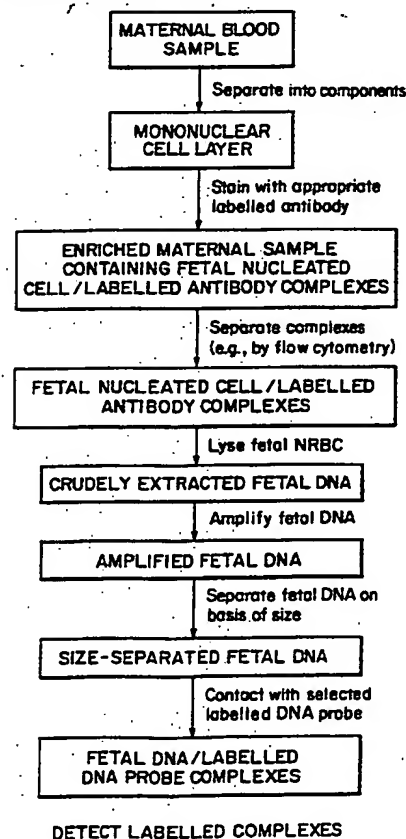 MATERNAL BLOOD
SAMPLE
Separate into components
MONONUCLEAR
CELL LAYER
Stain with appropriate
labelled antibody
ENRICHED MATERNAL SAMPLE
CONTAINING FETAL NUCLEATED
CELL/LABELLED ANTIBODY COMPLEXES
Separate complexes
(e.g., by flow cytometry)
FETAL NUCLEATED CELL/LABELLED
ANTIBODY COMPLEXES
Lyse fetal NRBC
CRUDELY EXTRACTED FETAL DNA
Amplify fetal DNA
AMPLIFIED FETAL DNA
Separate fetal DNA on
basis of size
SIZE-SEPARATED FETAL DNA
Contact with selected
labelled DNA probe
FETAL DNA/LABELLED
DNA PROBE COMPLEXES
DETECT LABELLED COMPLEXES